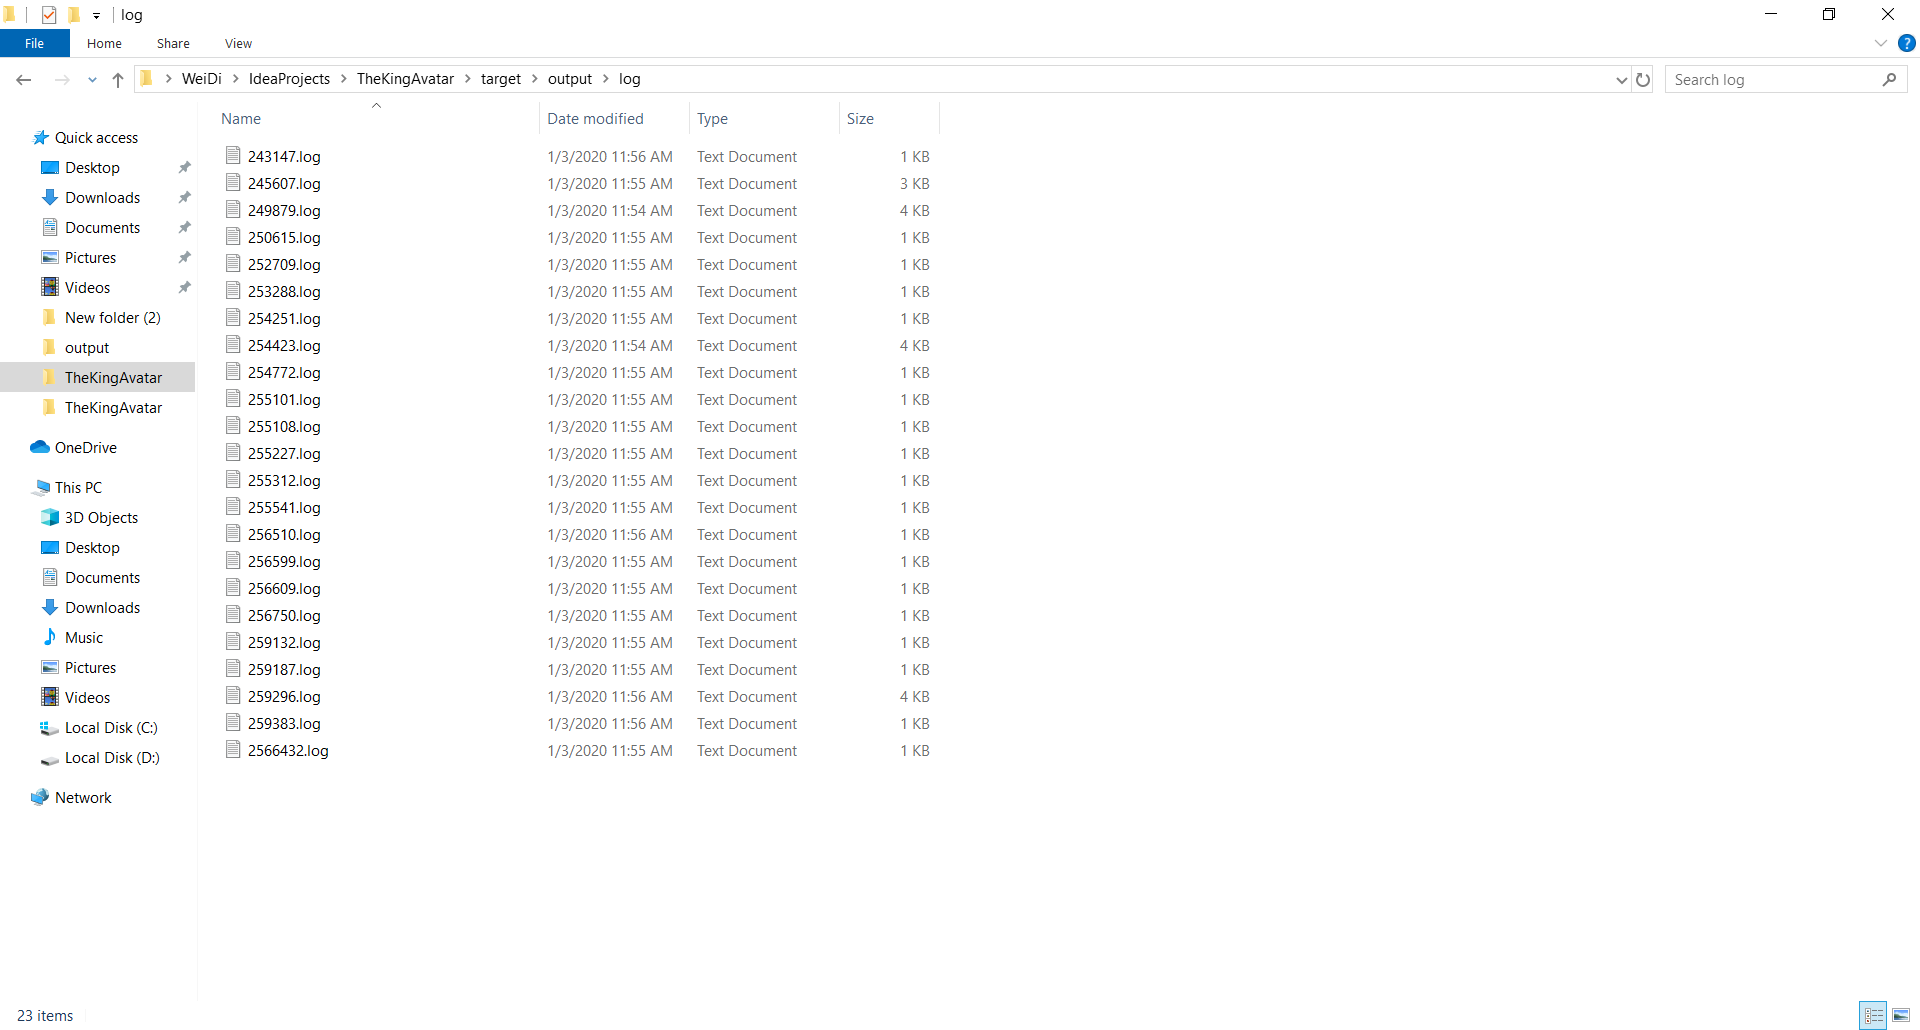 log
File Home Share View
WeiDi IdeaProjects TheKingAvatar target output log
Search log
Name Date modified Type Size
Quick access
Desktop
Downloads
Documents
Pictures
Videos
New folder (2)
output
TheKingAvatar
TheKingAvatar
OneDrive
This PC
3D Objects
Desktop
Documents
Downloads
Music
Pictures
Videos
Local Disk (C:)
Local Disk (D:)
Network
243147.log 1/3/2020 11:56 AM Text Document 1 KB
245607.log 1/3/2020 11:55 AM Text Document 3 KB
249879.log 1/3/2020 11:54 AM Text Document 4 KB
250615.log 1/3/2020 11:55 AM Text Document 1 KB
252709.log 1/3/2020 11:55 AM Text Document 1 KB
253288.log 1/3/2020 11:55 AM Text Document 1 KB
254251.log 1/3/2020 11:55 AM Text Document 1 KB
254423.log 1/3/2020 11:54 AM Text Document 4 KB
254772.log 1/3/2020 11:55 AM Text Document 1 KB
255101.log 1/3/2020 11:55 AM Text Document 1 KB
255108.log 1/3/2020 11:55 AM Text Document 1 KB
255227.log 1/3/2020 11:55 AM Text Document 1 KB
255312.log 1/3/2020 11:55 AM Text Document 1 KB
255541.log 1/3/2020 11:55 AM Text Document 1 KB
256510.log 1/3/2020 11:56 AM Text Document 1 KB
256599.log 1/3/2020 11:55 AM Text Document 1 KB
256609.log 1/3/2020 11:55 AM Text Document 1 KB
256750.log 1/3/2020 11:55 AM Text Document 1 KB
259132.log 1/3/2020 11:55 AM Text Document 1 KB
259187.log 1/3/2020 11:55 AM Text Document 1 KB
259296.log 1/3/2020 11:56 AM Text Document 4 KB
259383.log 1/3/2020 11:56 AM Text Document 1 KB
2566432.log 1/3/2020 11:55 AM Text Document 1 KB
23 items